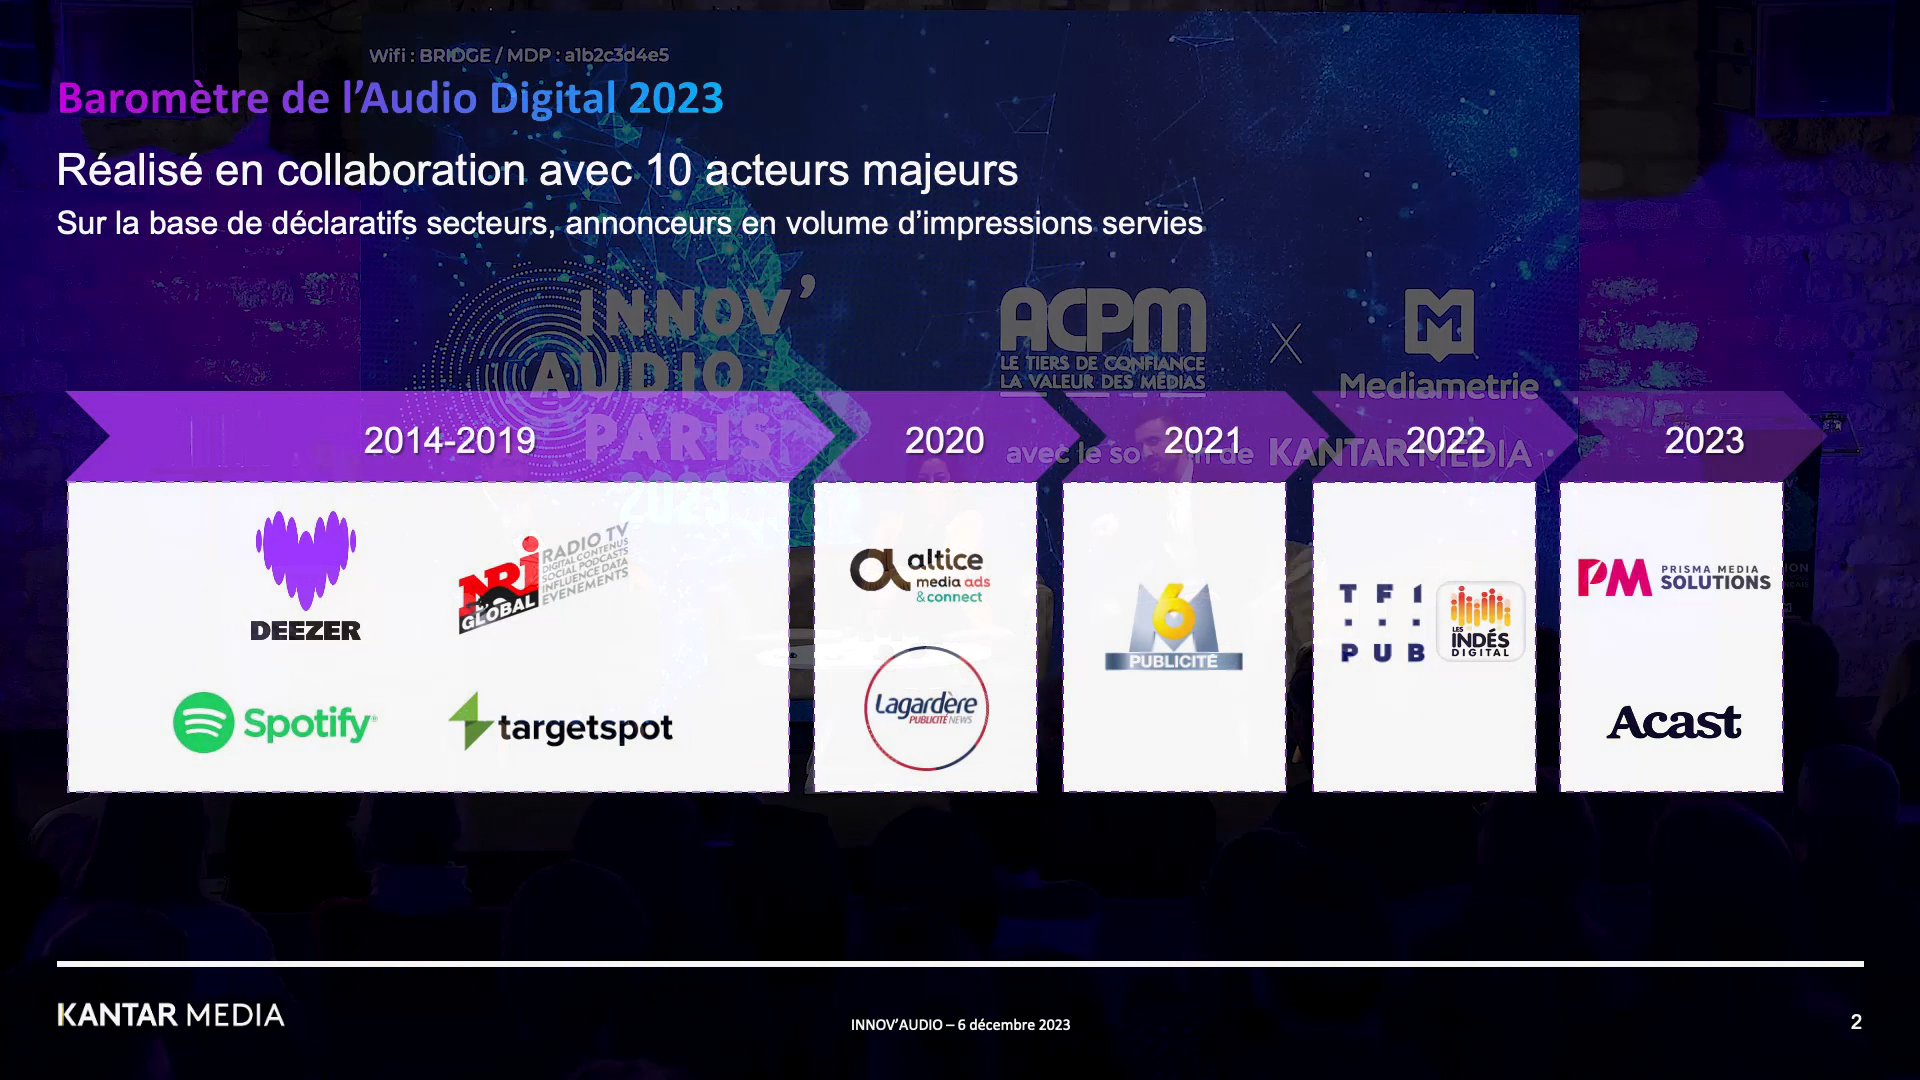 Wifi : BRIDGE / MDP : a1b2c3d4e5
Baromètre de l’Audio Digital 2023
Réalisé en collaboration avec 10 acteurs majeurs
Sur la base de déclaratifs secteurs, annonceurs en volume d’impressions servies
INNOV’
AUDIO
PARIS
2023
ACPM
LE TIERS DE CONFIANCE
LA VALEUR DES MÉDIAS
X
Mediametrie
avec le so n de KANTAR MEDIA
2014-2019
2020
2021
2022
2023
DEEZER
NRJ
GLOBAL
RADIO TV
DIGITAL CONTENUS
SOCIAL PODCASTS
INFLUENCE DATA
EVENEMENTS
Spotify
targetspot
altice
media ads
& connect
Lagardère
PUBLICITÉ NEWS
M6
PUBLICITÉ
TF1
PUB
LES
INDÉS
DIGITAL
PM PRISMA MEDIA
SOLUTIONS
Acast
KANTAR MEDIA
INNOV’AUDIO – 6 décembre 2023
2